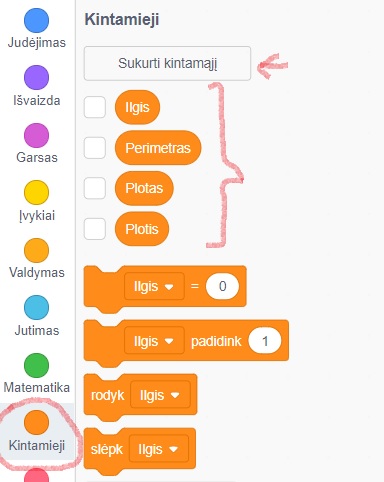 Judėjimas
Išvaizda
Garsas
Įvykiai
Valdymas
Jutimas
Matematika
Kintamieji
Kintamieji
Sukurti kintamąjį
Ilgis
Perimetras
Plotas
Plotis
Ilgis = 0
Ilgis padidink 1
rodyk Ilgis
slėpk Ilgis